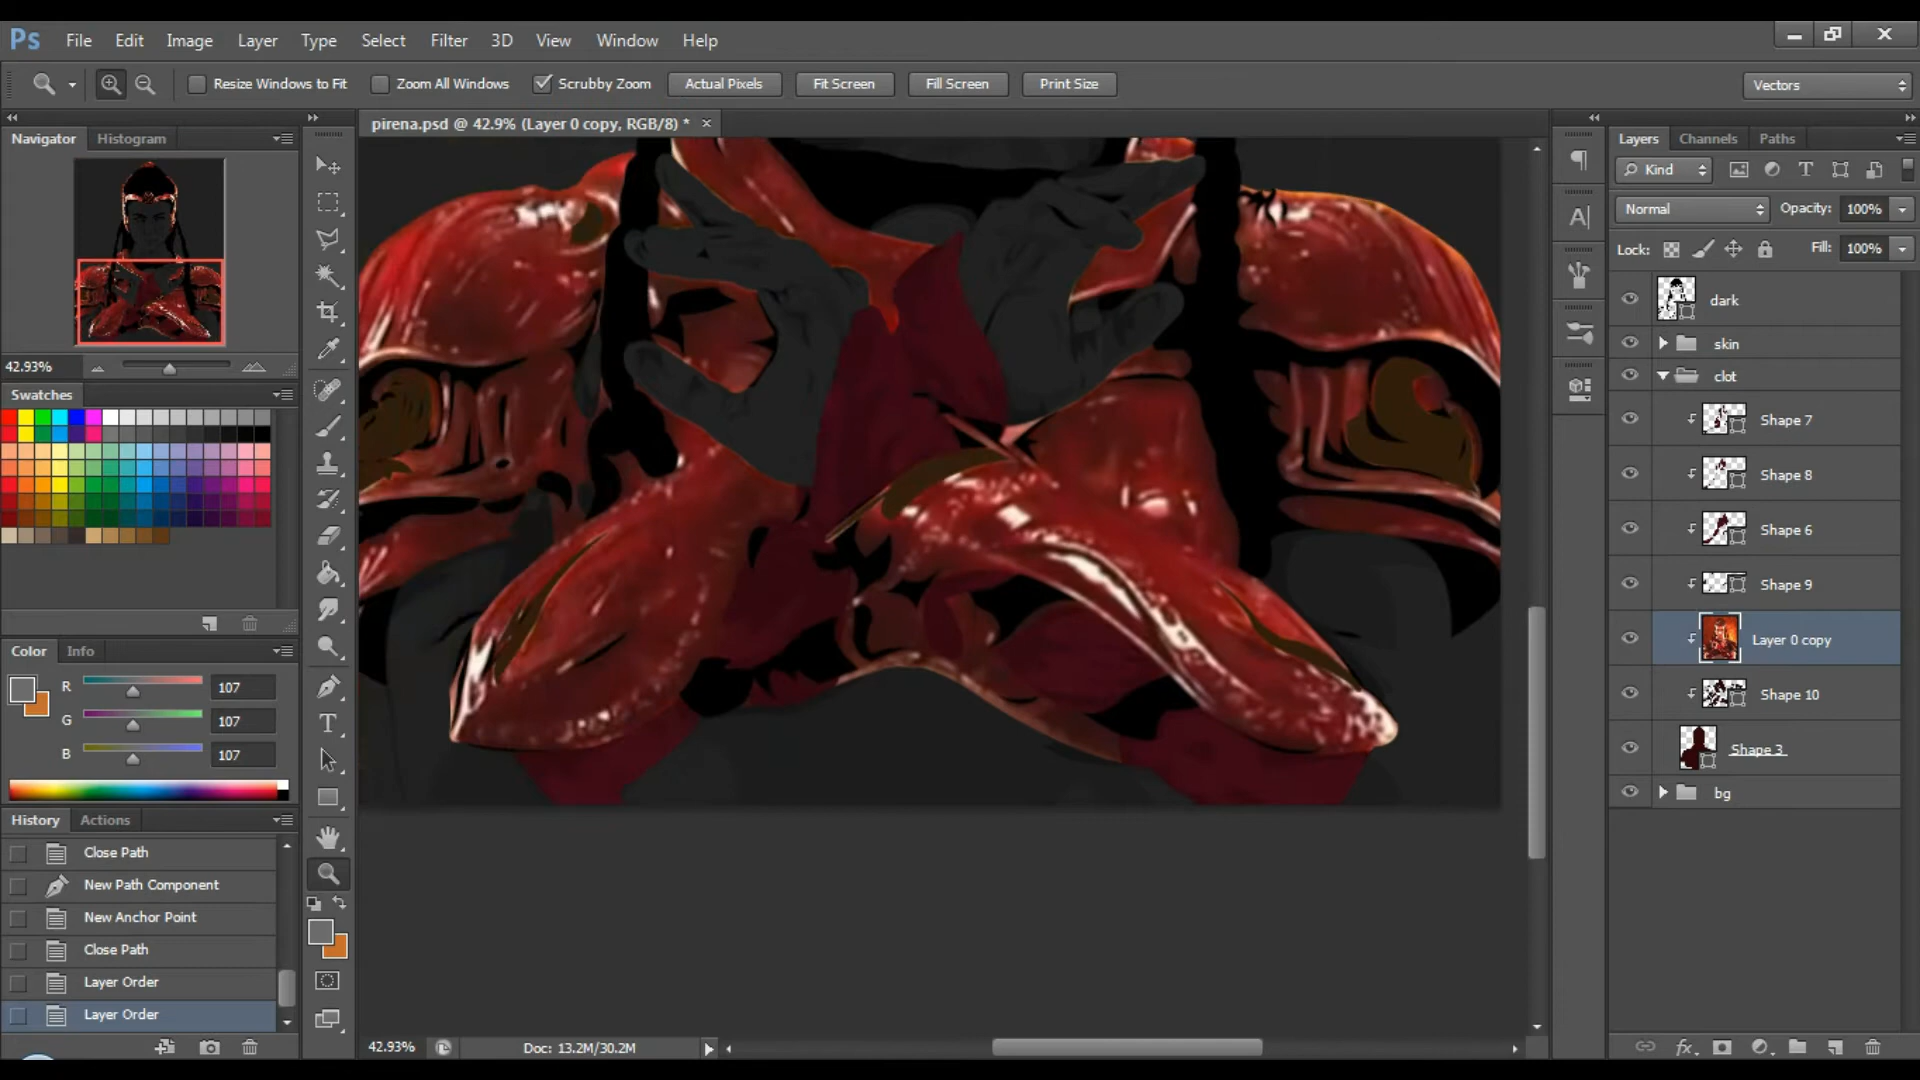 Ps File Edit Image Layer Type Select Filter 3D View Window Help
Resize Windows to Fit Zoom All Windows Scrubby Zoom Actual Pixels Fit Screen Fill Screen Print Size Vectors
Navigator Histogram
pirena.psd @ 42.9% (Layer 0 copy, RGB/8) *
Layers Channels Paths
Kind
Normal Opacity: 100%
Lock: Fill: 100%
42.93%
Swatches
dark
skin
clot
Shape 7
Shape 8
Shape 6
Shape 9
Layer 0 copy
Shape 10
Shape 3
bg
Color Info
R 107
G 107
B 107
History Actions
Close Path
New Path Component
New Anchor Point
Close Path
Layer Order
Layer Order
42.93% Doc: 13.2M/30.2M